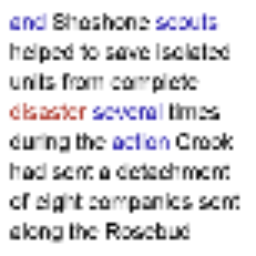 and Shoshone scouts
helped to save isolated
units from complete
disaster several times
during the action Crook
had sent a detachment
of eight companies sent
along the Rosebud